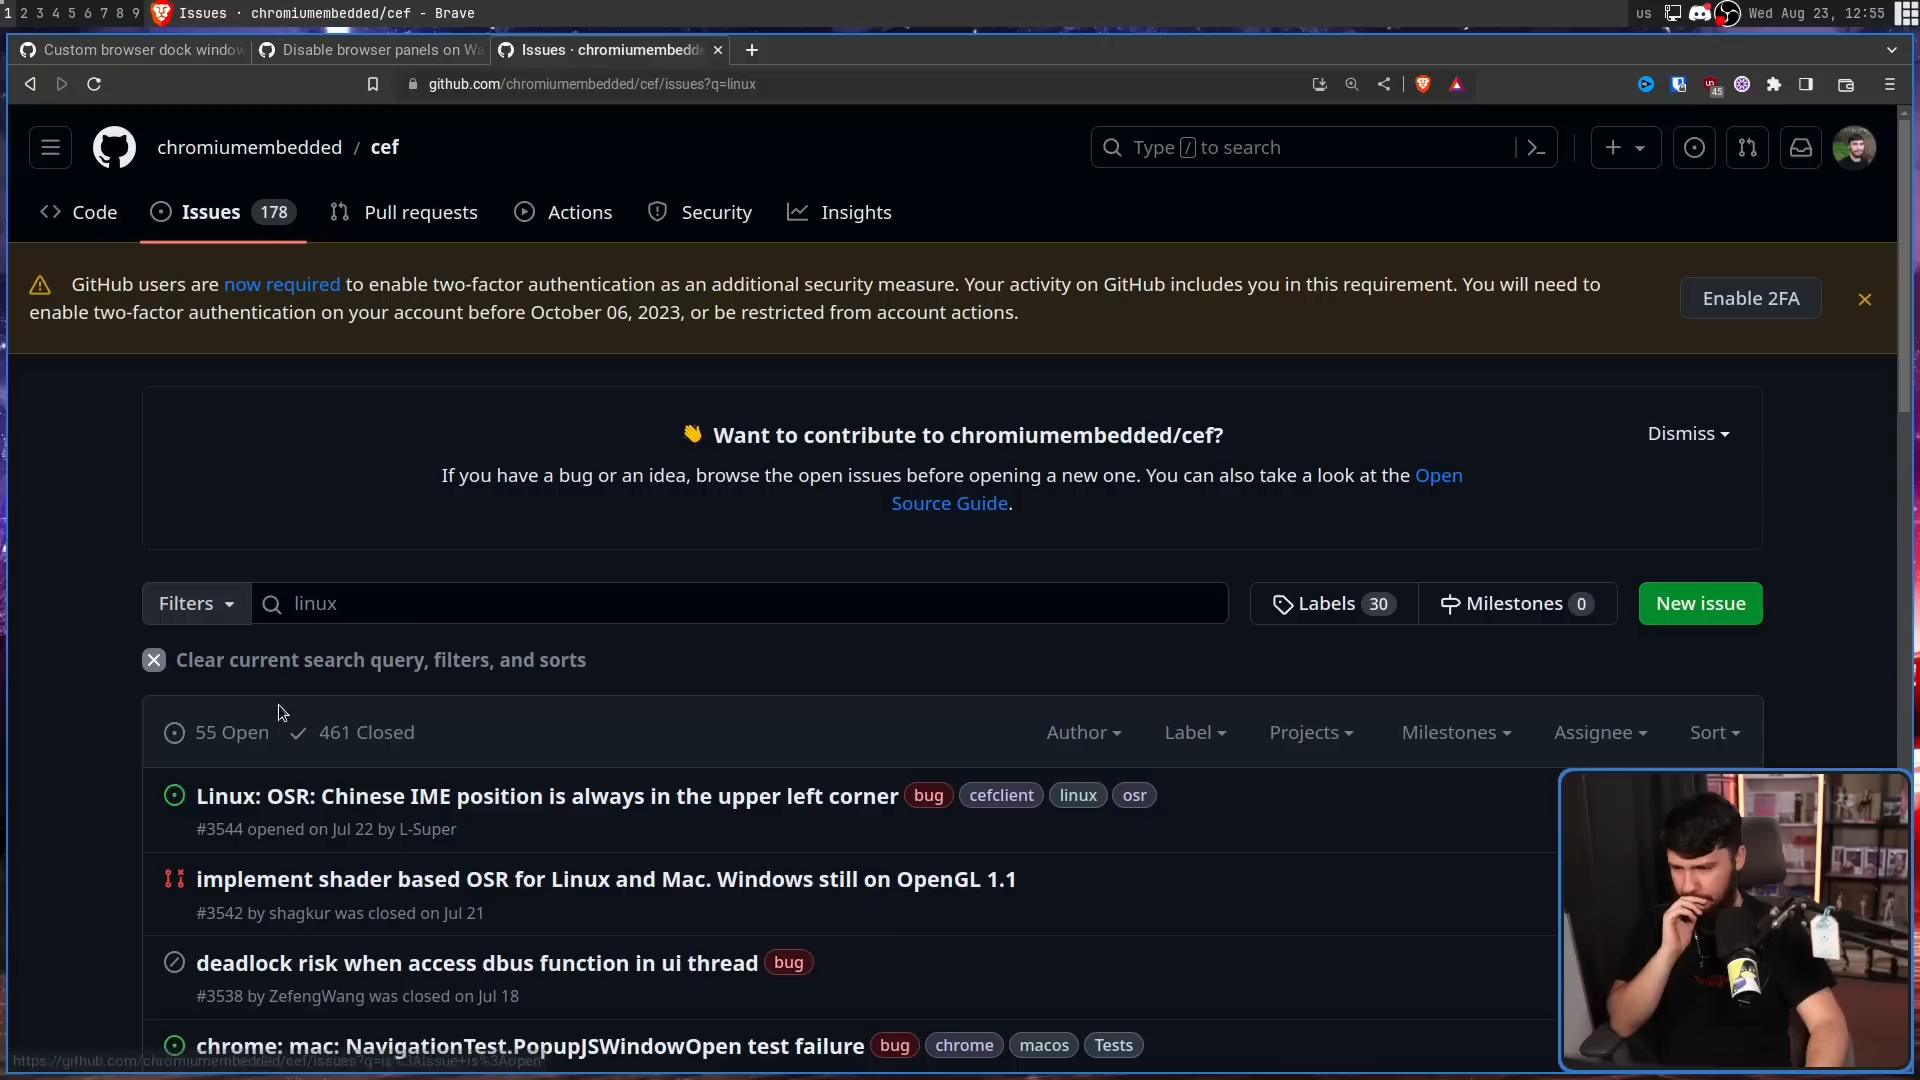 1 2 3 4 5 6 7 8 9 Issues · chromiumembedded/cef - Brave
us Wed Aug 23, 12:55
Custom browser dock window
Disable browser panels on Wa
Issues · chromiumembedde
github.com/chromiumembedded/cef/issues?q=linux
45
chromiumembedded / cef
Type / to search
Code
Issues 178
Pull requests
Actions
Security
Insights
GitHub users are now required to enable two-factor authentication as an additional security measure. Your activity on GitHub includes you in this requirement. You will need to
enable two-factor authentication on your account before October 06, 2023, or be restricted from account actions.
Enable 2FA
👋 Want to contribute to chromiumembedded/cef?
Dismiss
If you have a bug or an idea, browse the open issues before opening a new one. You can also take a look at the Open
Source Guide.
Filters
linux
Labels 30
Milestones 0
New issue
Clear current search query, filters, and sorts
55 Open
461 Closed
Author
Label
Projects
Milestones
Assignee
Sort
Linux: OSR: Chinese IME position is always in the upper left corner bug cefclient linux osr
#3544 opened on Jul 22 by L-Super
implement shader based OSR for Linux and Mac. Windows still on OpenGL 1.1
#3542 by shagkur was closed on Jul 21
deadlock risk when access dbus function in ui thread bug
#3538 by ZefengWang was closed on Jul 18
chrome: mac: NavigationTest.PopupJSWindowOpen test failure bug chrome macos Tests
https://github.com/chromiumembedded/cef/issues?q=is%3Aissue+is%3Aopen